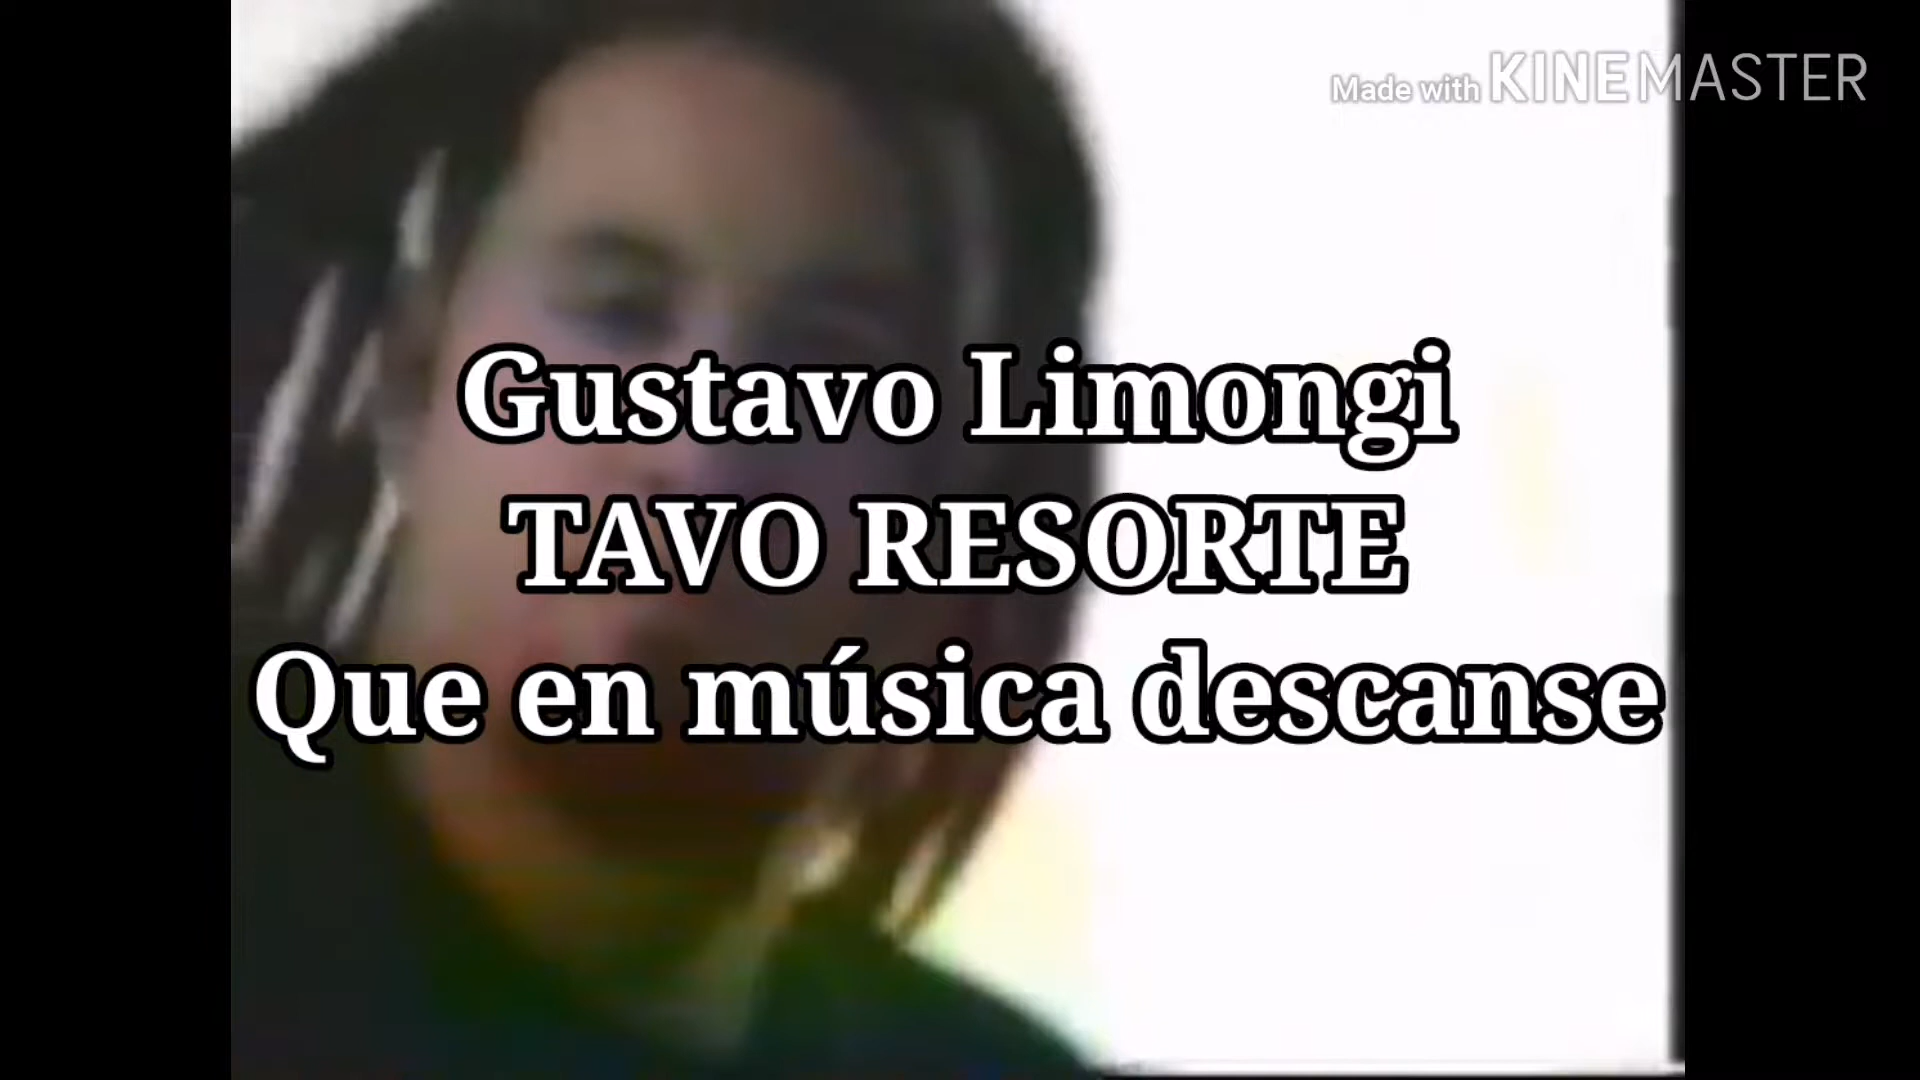 Made with KINEMASTER
Gustavo Limongi
TAVO RESORTE
Que en música descanse